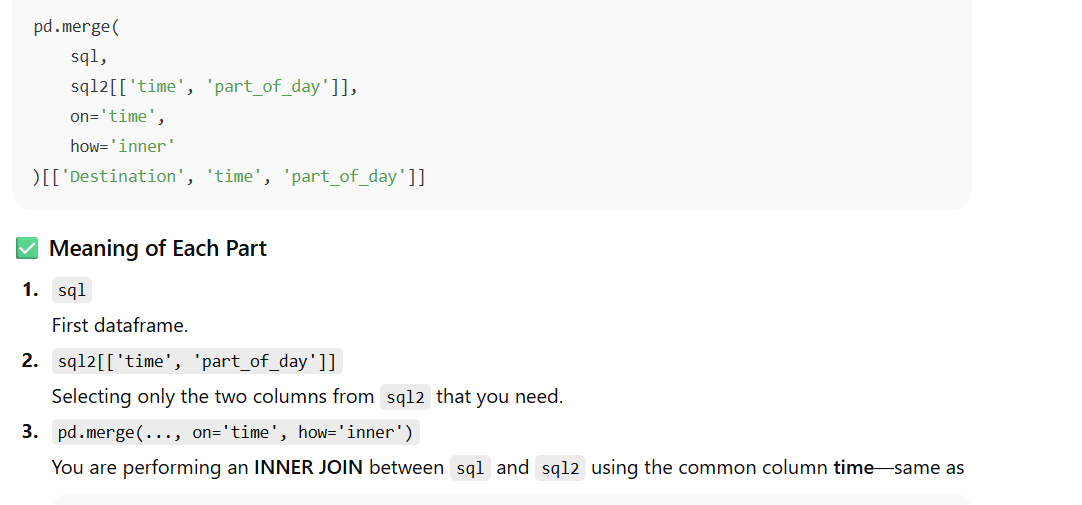 pd.merge(
    sql,
    sql2[['time', 'part_of_day']],
    on='time',
    how='inner'
)[['Destination', 'time', 'part_of_day']]
✅ Meaning of Each Part
1. sql
First dataframe.
2. sql2[['time', 'part_of_day']]
Selecting only the two columns from sql2 that you need.
3. pd.merge(..., on='time', how='inner')
You are performing an INNER JOIN between sql and sql2 using the common column time—same as